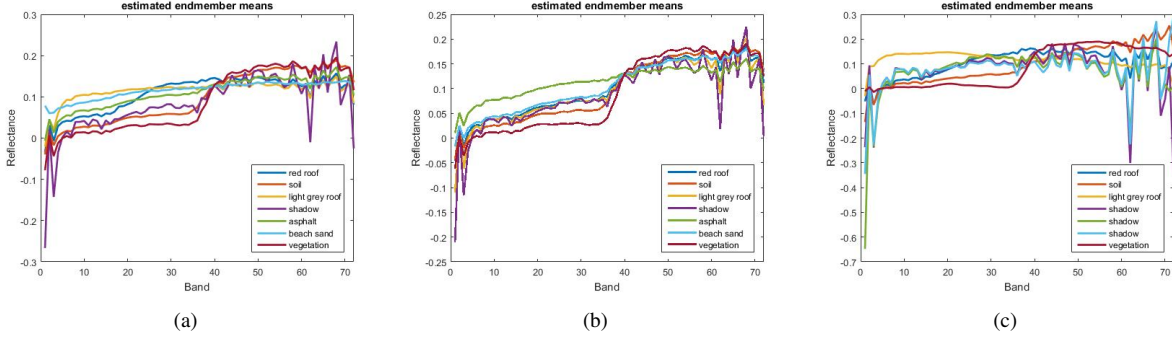 estimated endmember means
0.3
0.2
0.1
0
-0.1
-0.2
-0.3
Reflectance
0 10 20 30 40 50 60 70
Band
red roof
soil
light grey roof
shadow
asphalt
beach sand
vegetation
(a)
estimated endmember means
0.25
0.2
0.15
0.1
0.05
0
-0.05
-0.1
-0.15
-0.2
-0.25
Reflectance
0 10 20 30 40 50 60 70
Band
red roof
soil
light grey roof
shadow
asphalt
beach sand
vegetation
(b)
estimated endmember means
0.3
0.2
0.1
0
-0.1
-0.2
-0.3
-0.4
-0.5
-0.6
-0.7
Reflectance
0 10 20 30 40 50 60 70
Band
red roof
soil
light grey roof
shadow
shadow
shadow
vegetation
(c)